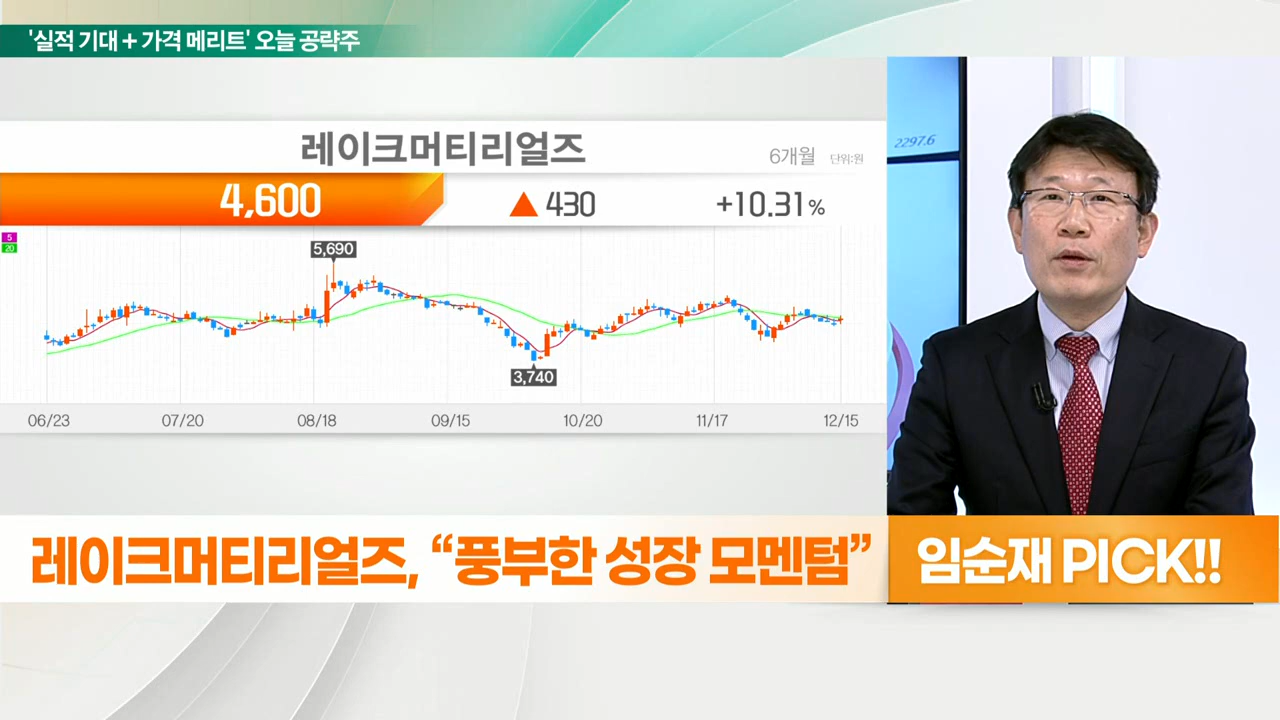 '실적 기대 + 가격 메리트' 오늘 공략주
레이크머티리얼즈
6개월 단위:원
4,600 ▲ 430 +10.31%
5
20
5,690
3,740
06/23 07/20 08/18 09/15 10/20 11/17 12/15
2297.6
레이크머티리얼즈, “풍부한 성장 모멘텀”
임순재 PICK!!